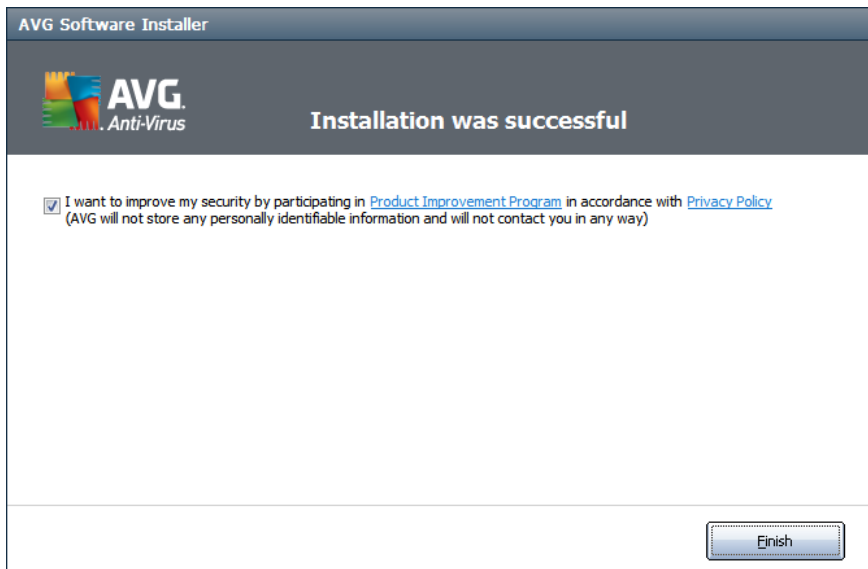 AVG Software Installer
AVG.
Anti-Virus
Installation was successful
I want to improve my security by participating in Product Improvement Program in accordance with Privacy Policy
(AVG will not store any personally identifiable information and will not contact you in any way)
Finish